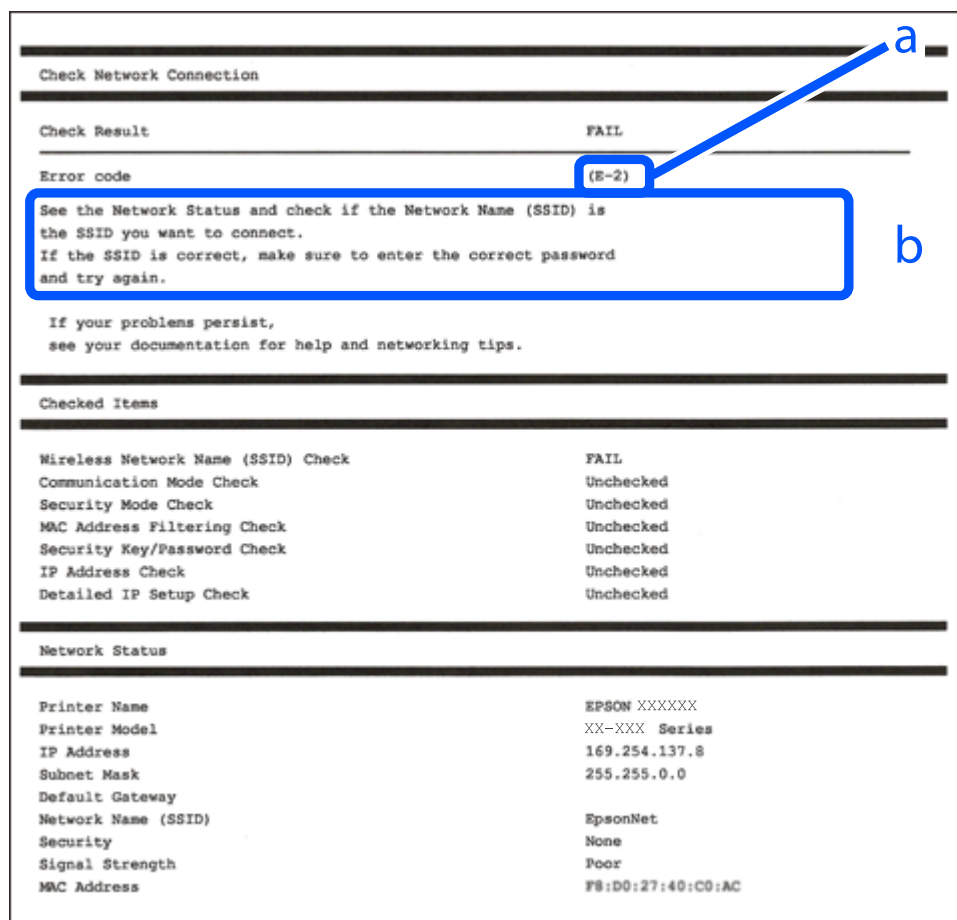 a
Check Network Connection
Check Result FAIL
Error code (E-2)
See the Network Status and check if the Network Name (SSID) is
the SSID you want to connect.
If the SSID is correct, make sure to enter the correct password
and try again.
b
If your problems persist,
see your documentation for help and networking tips.
Checked Items
Wireless Network Name (SSID) Check FAIL
Communication Mode Check Unchecked
Security Mode Check Unchecked
MAC Address Filtering Check Unchecked
Security Key/Password Check Unchecked
IP Address Check Unchecked
Detailed IP Setup Check Unchecked
Network Status
Printer Name EPSON XXXXXX
Printer Model XX-XXX Series
IP Address 169.254.137.8
Subnet Mask 255.255.0.0
Default Gateway
Network Name (SSID) EpsonNet
Security None
Signal Strength Poor
MAC Address F8:D0:27:40:C0:AC